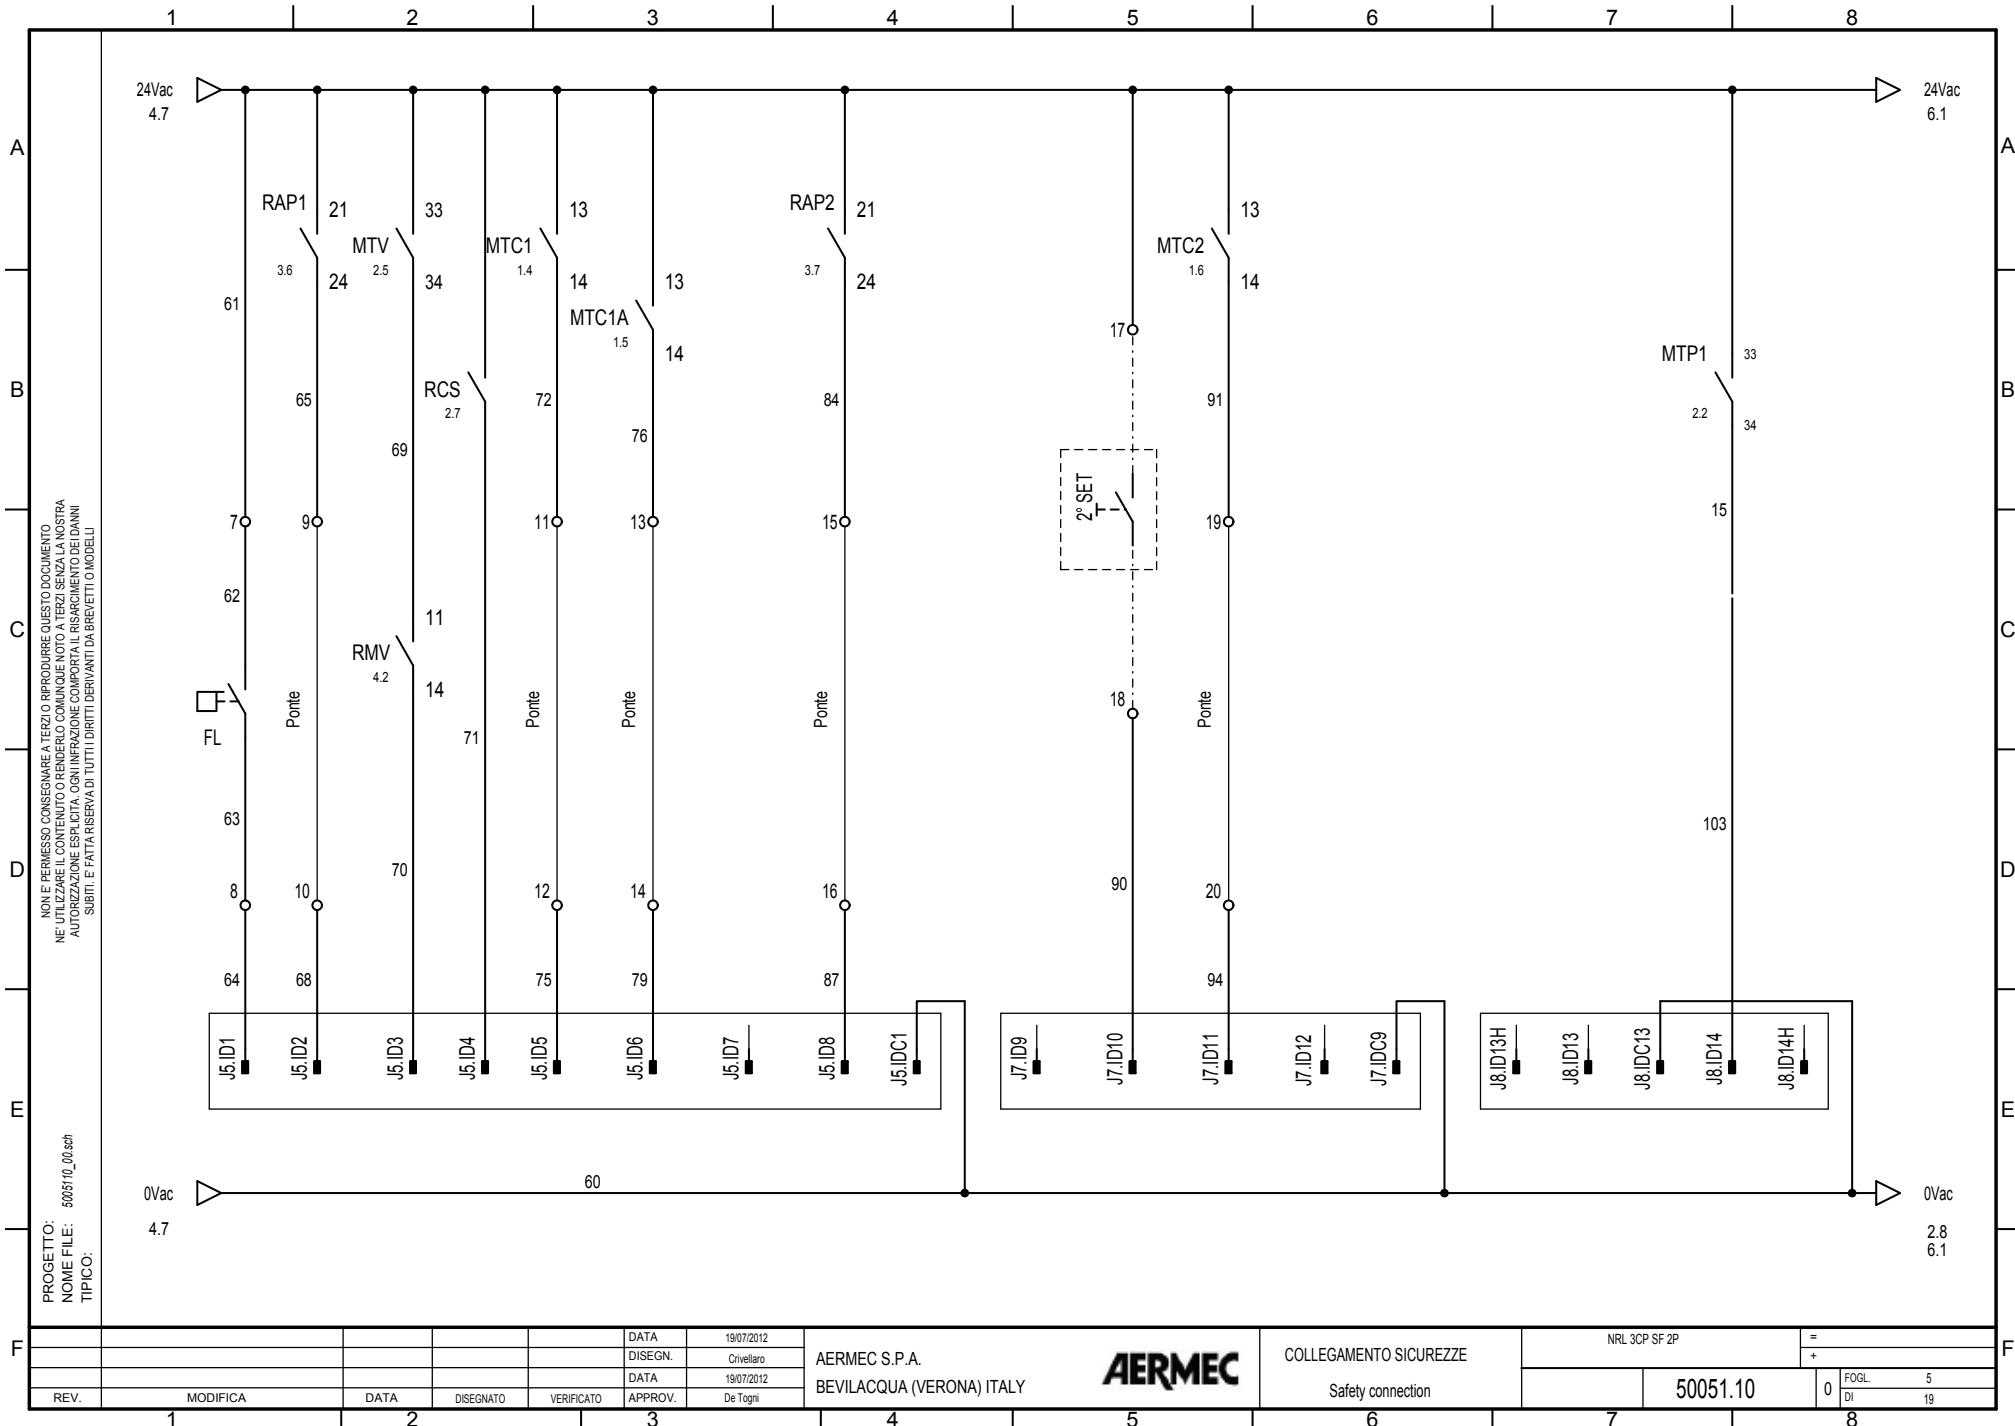 1 2 3 4 5 6 7 8
24Vac
4.7
24Vac
6.1
A A
RAP1 21 33 13 RAP2 21 13
MTV MTC1 MTC2
3.6 2.5 1.4 3.7 1.6
24 34 14 13 24 14
61
MTC1A
1.5
14
17
MTP1 33
B B
RCS
2.7
2.2
34
65 72 84 91
69 76
2° SET
15
7 9 11 13 15 19
62
C C
11
RMV
4.2
14
18
FL
Ponte Ponte Ponte Ponte Ponte
71
63
103
D D
70 90
8 10 12 14 16 20
64 68 75 79 87 94
J5.ID1 J5.ID2 J5.ID3 J5.ID4 J5.ID5 J5.ID6 J5.ID7 J5.ID8 J5.IDC1 J7.ID9 J7.ID10 J7.ID11 J7.ID12 J7.IDC9 J8.ID13H J8.ID13 J8.IDC13 J8.ID14 J8.ID14H
E E
60
0Vac
4.7
0Vac
2.8
6.1
NON E' PERMESSO CONSEGNARE A TERZI O RIPRODURRE QUESTO DOCUMENTO
NE' UTILIZZARE IL CONTENUTO O RENDERLO COMUNQUE NOTO A TERZI SENZA LA NOSTRA
AUTORIZZAZIONE ESPLICITA. OGNI INFRAZIONE COMPORTA IL RISARCIMENTO DEI DANNI
SUBITI. E' FATTA RISERVA DI TUTTI I DIRITTI DERIVANTI DA BREVETTI O MODELLI
PROGETTO:
NOME FILE: 5005110_00.sch
TIPICO:
F F
DATA 19/07/2012
DISEGN. Crivellaro
DATA 19/07/2012
REV. MODIFICA DATA DISEGNATO VERIFICATO APPROV. De Togni
AERMEC S.P.A.
BEVILACQUA (VERONA) ITALY
AERMEC
COLLEGAMENTO SICUREZZE
Safety connection
NRL 3CP SF 2P
=
+
50051.10
0
FOGL. 5
DI 19
1 2 3 4 5 6 7 8